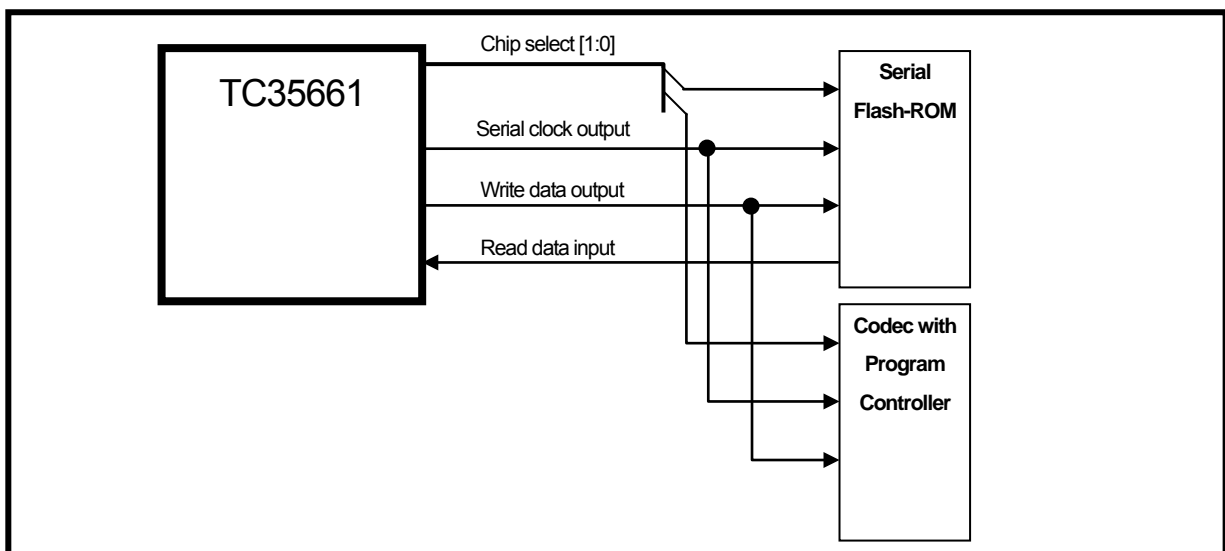 Chip select [1:0]
TC35661
Serial
Flash-ROM
Serial clock output
Write data output
Read data input
Codec with
Program
Controller